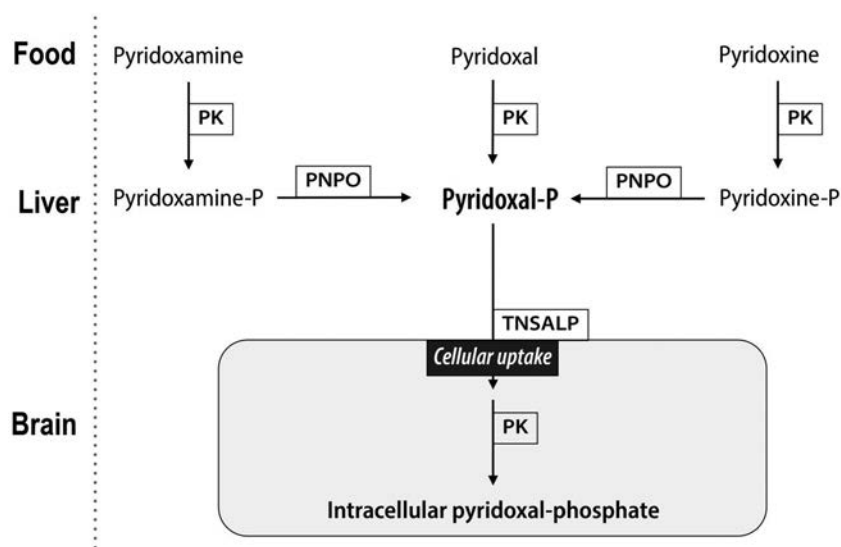 Food Pyridoxamine Pyridoxal Pyridoxine
PK PK PK
PNPO PNPO
Liver Pyridoxamine-P Pyridoxal-P Pyridoxine-P
TNSALP
Cellular uptake
Brain PK
Intracellular pyridoxal-phosphate